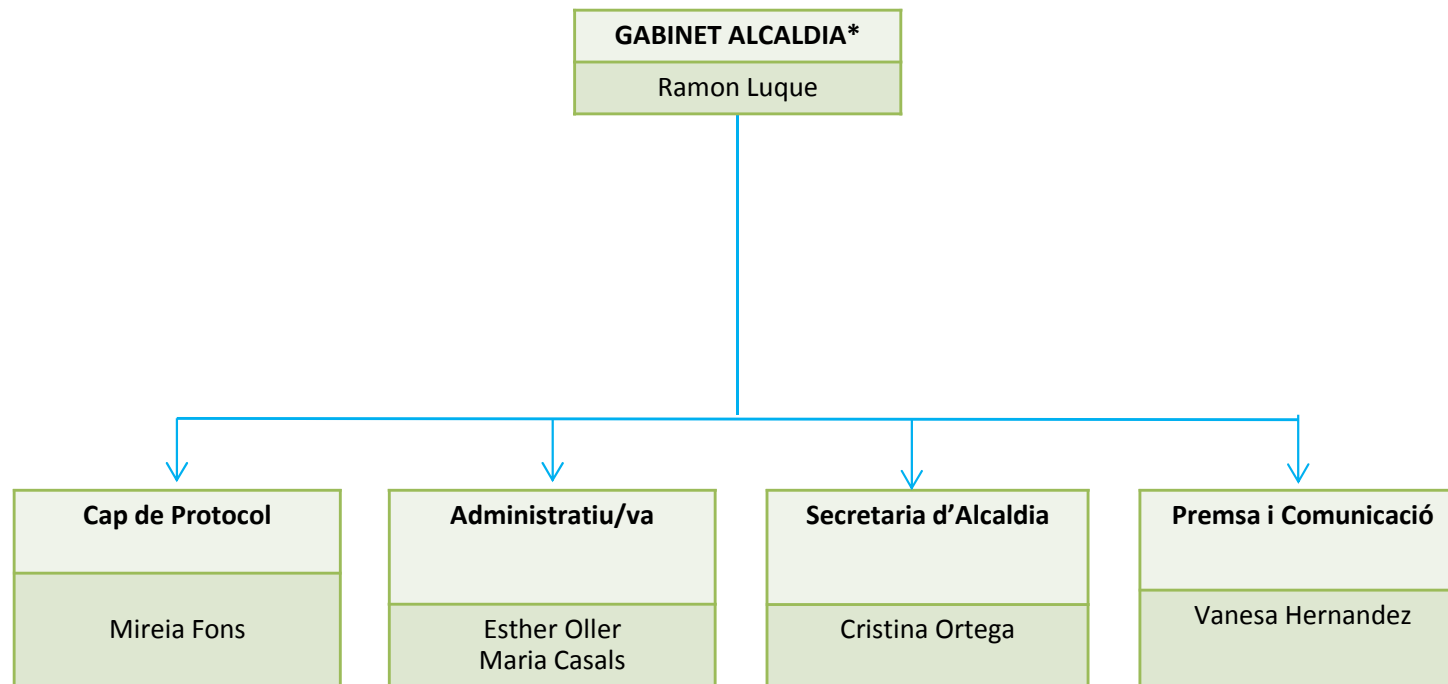 GABINET ALCALDIA*
Ramon Luque
Cap de Protocol
Mireia Fons
Administratiu/va
Esther Oller
Maria Casals
Secretaria d’Alcaldia
Cristina Ortega
Premsa i Comunicació
Vanesa Hernandez